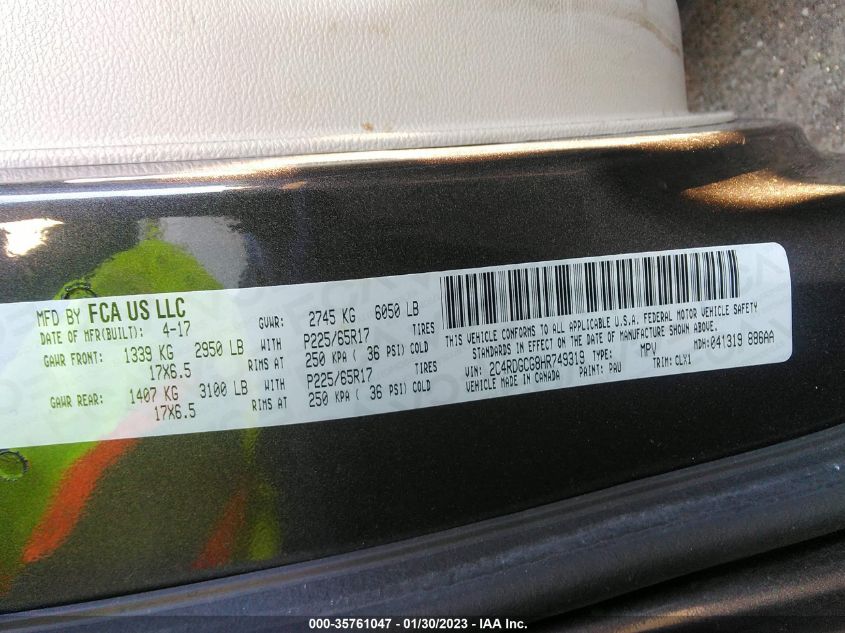 MFD BY FCA US LLC
DATE OF MFR(BUILT): 4-17
GVWR: 2745 KG 6050 LB
GAWR FRONT: 1339 KG 2950 LB WITH P225/65R17 TIRES
17X6.5 RIMS AT 250 KPA ( 36 PSI) COLD
GAWR REAR: 1407 KG 3100 LB WITH P225/65R17 TIRES
17X6.5 RIMS AT 250 KPA ( 36 PSI) COLD
THIS VEHICLE CONFORMS TO ALL APPLICABLE U.S.A. FEDERAL MOTOR VEHICLE SAFETY
STANDARDS IN EFFECT ON THE DATE OF MANUFACTURE SHOWN ABOVE.
VIN: 2C4RDGCG8HR749319 TYPE: MPV MDH: 041319 886AA
VEHICLE MADE IN CANADA PAINT: PAU TRIM: CLX1
000-35761047 — 01/30/2023 — IAA Inc.